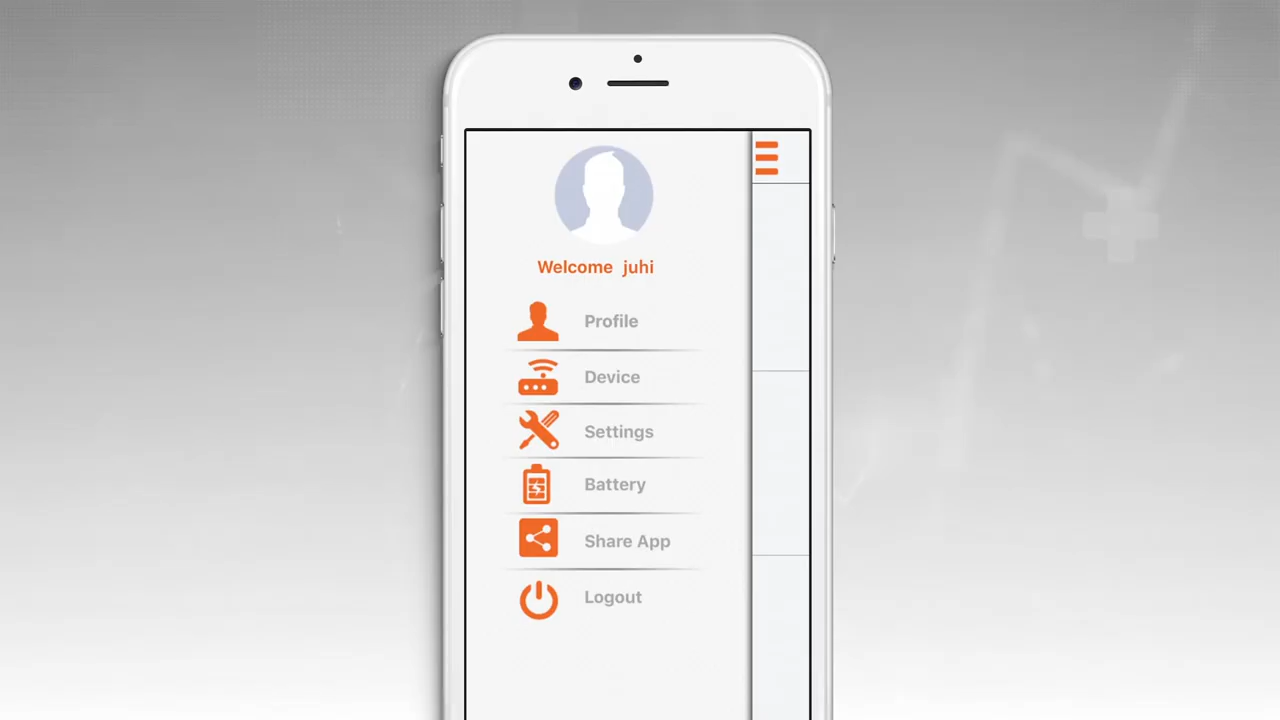 Welcome juhi
Profile
Device
Settings
Battery
Share App
Logout